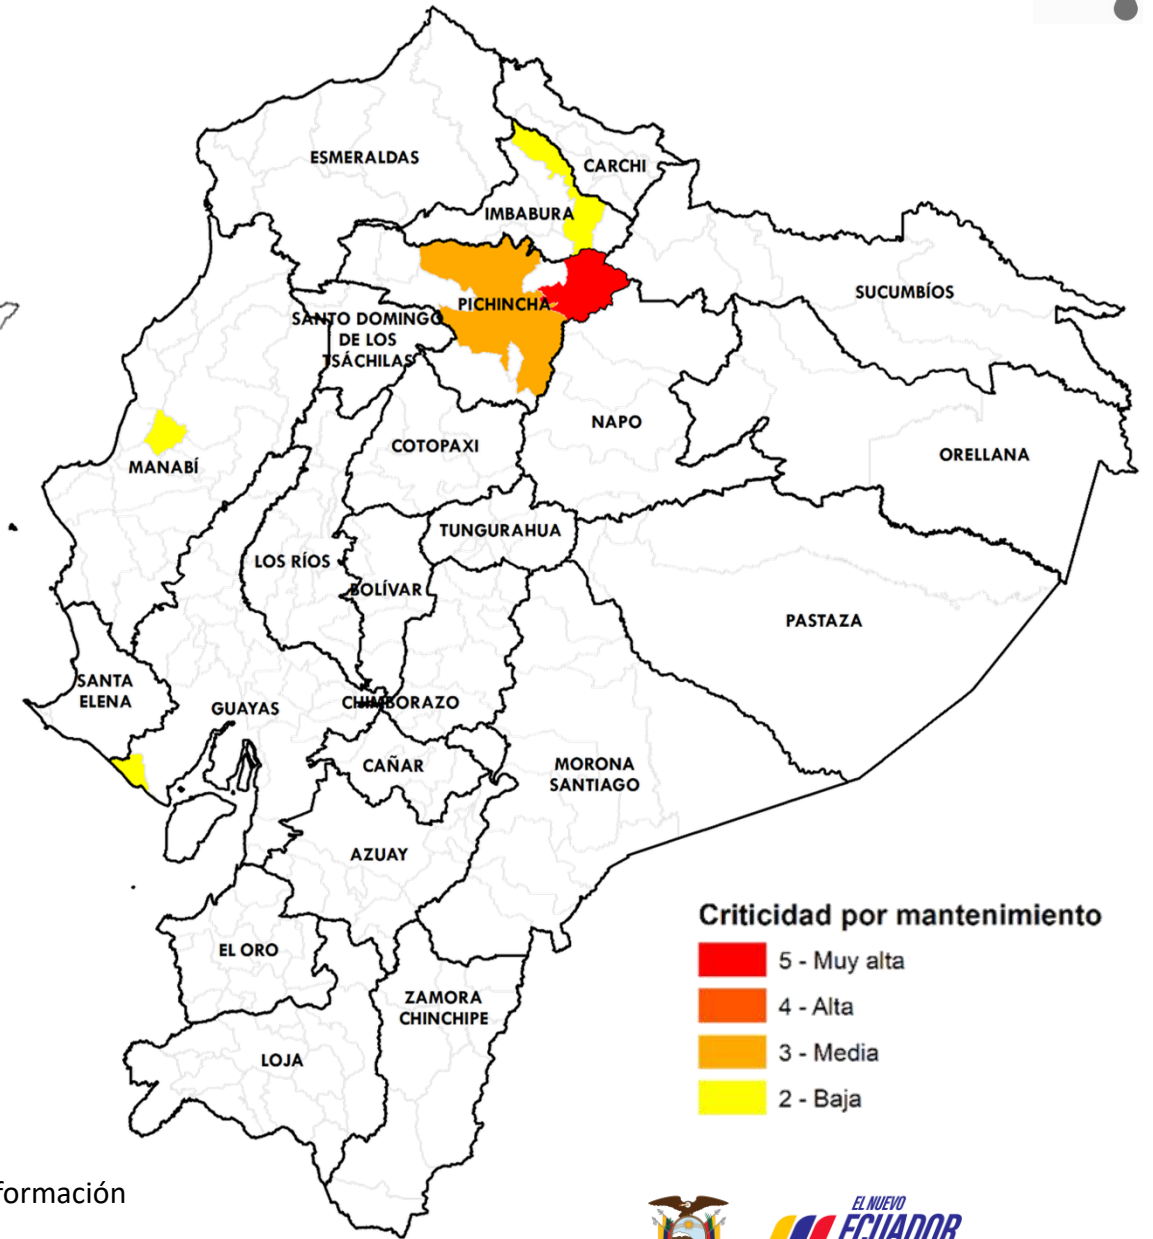 ESMERALDAS
CARCHI
IMBABURA
SUCUMBÍOS
PICHINCHA
SANTO DOMINGO
DE LOS
TSÁCHILAS
NAPO
COTOPAXI
ORELLANA
MANABÍ
TUNGURAHUA
LOS RÍOS
BOLÍVAR
PASTAZA
SANTA
ELENA
CHIMBORAZO
GUAYAS
CAÑAR
MORONA
SANTIAGO
AZUAY
Criticidad por mantenimiento
5 - Muy alta
4 - Alta
3 - Media
2 - Baja
EL ORO
ZAMORA
CHINCHIPE
LOJA
formación
EL NUEVO
ECUADOR